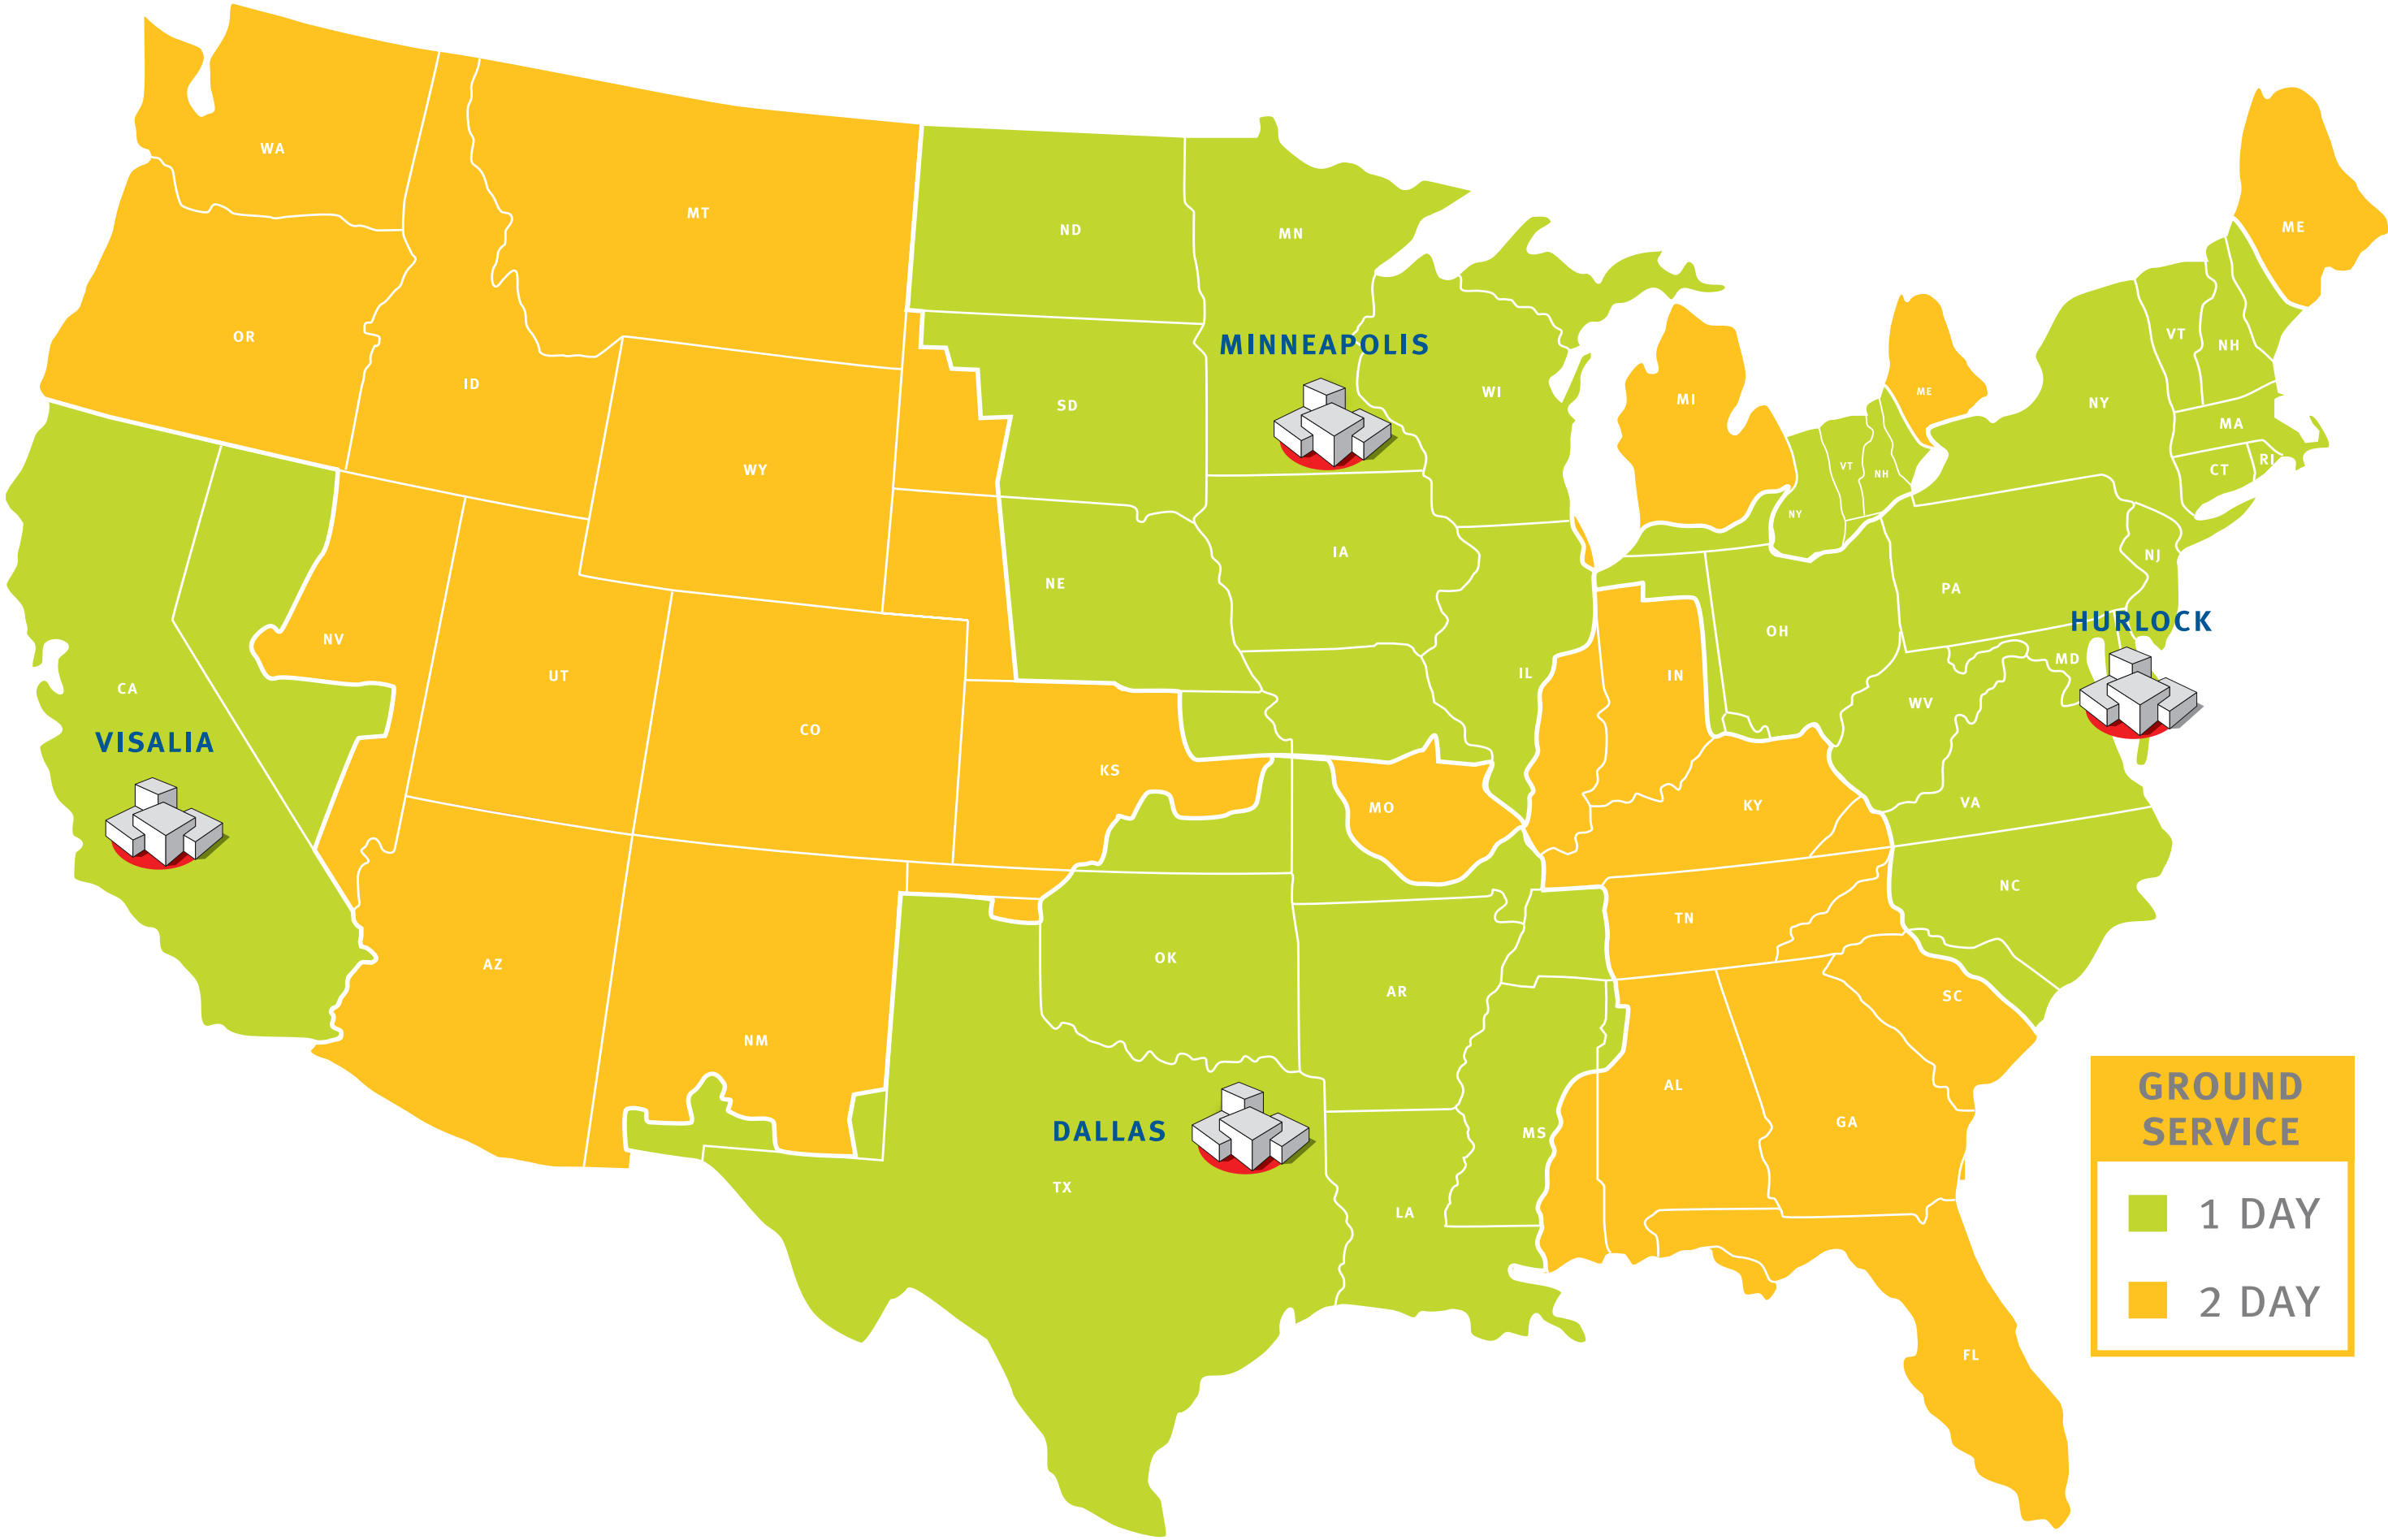 WA
MT
ND
MN
ME
OR
ID
MINNEAPOLIS
VT
NH
SD
WI
MI
ME
NY
MA
WY
VT
NH
CT
RI
NY
IA
NE
PA
NJ
HURLOCK
NV
OH
MD
CA
UT
IL
IN
WV
VISALIA
CO
KS
MO
KY
VA
NC
TN
AZ
OK
AR
SC
NM
AL
GA
DALLAS
MS
TX
LA
FL
GROUND
SERVICE
1 DAY
2 DAY